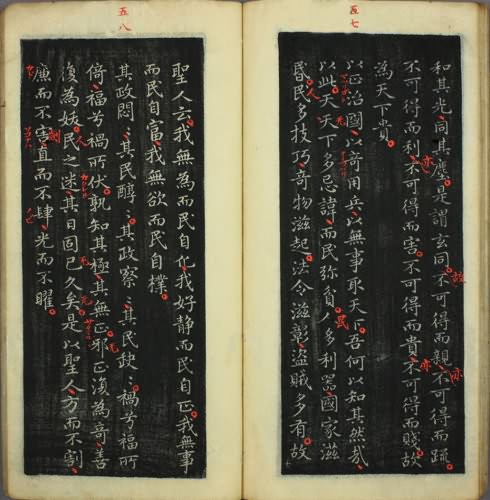 五七
和其光同其塵是謂玄同不可得而親不可得而踈
不可得而利不可得而害不可得而貴不可得而賤故
為天下貴
以正治國以奇用兵以無事取天下吾何以知其然哉
以此天天下多忌諱而民弥貧人多利器國家滋
昬民多技巧奇物滋起法令滋彰盜賊多有故
五八
聖人云我無為而民自化我好静而民自正我無事
而民自富我無欲而民自樸
其政悶〻其民醇〻其政察〻其民缺〻禍兮福所
倚福兮禍所伏孰知其極其無正邪正復為奇善
復為妖民之迷其日固已久矣是以聖人方而不割
廉而不害直而不肆光而不曜